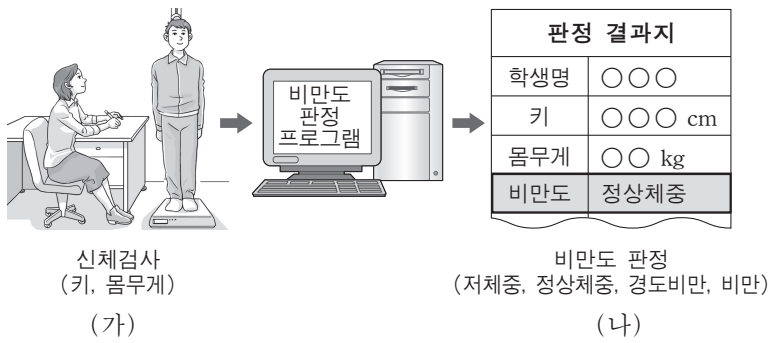 비만도
판정
프로그램
판정 결과지
학생명 ○○○
키 ○○○ cm
몸무게 ○○ kg
비만도 정상체중
신체검사
(키, 몸무게)
비만도 판정
(저체중, 정상체중, 경도비만, 비만)
(가)
(나)